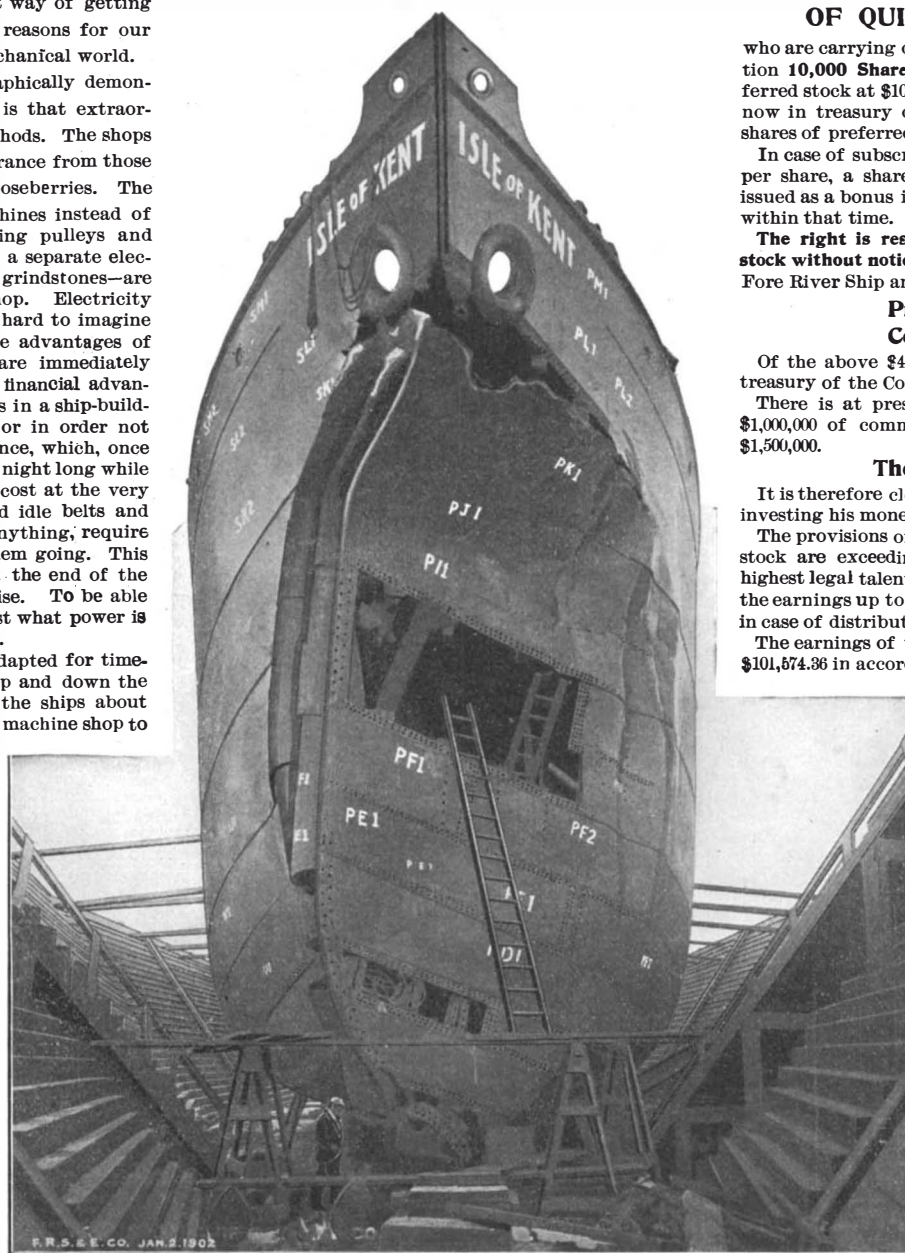 t way of getting
reasons for our
chanical world.
aphically demon-
is that extraor-
hods. The shops
rance from those
oseberries. The
hines instead of
ing pulleys and
a separate elec-
grindstones—are
hop. Electricity
hard to imagine
e advantages of
are immediately
financial advan-
s in a ship-build-
or in order not
nce, which, once
night long while
cost at the very
d idle belts and
nything, require
em going. This
the end of the
ise. To be able
st what power is
dapted for time-
p and down the
the ships about
machine shop to
ISLE OF KENT
ISLE OF KENT
SM1
PM1
SL1
PL1
SK1
PL2
SM2
SL2
PK1
SK2
PJ1
PI1
PF1
PE1
PF2
E1
F.R.S.& E.CO. JAN.2.1902
OF QUI
who are carrying o
tion 10,000 Share
ferred stock at $10
now in treasury o
shares of preferred
In case of subscr
per share, a share
issued as a bonus i
within that time.
The right is res
stock without notic
Fore River Ship an
P
C
Of the above $4
treasury of the Co
There is at pres
$1,000,000 of comm
$1,500,000.
The
It is therefore cl
investing his mone
The provisions o
stock are exceedin
highest legal talent
the earnings up to
in case of distribut
The earnings of
$101,574.36 in accor